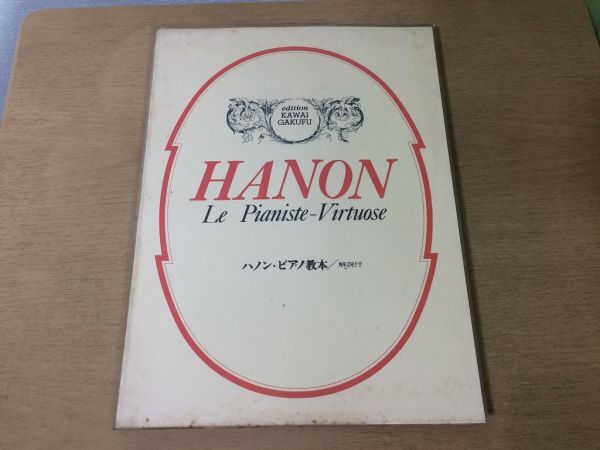 edition
KAWAI
GAKUFU
HANON
Le Pianiste-Virtuose
ハノン・ピアノ教本／解説付